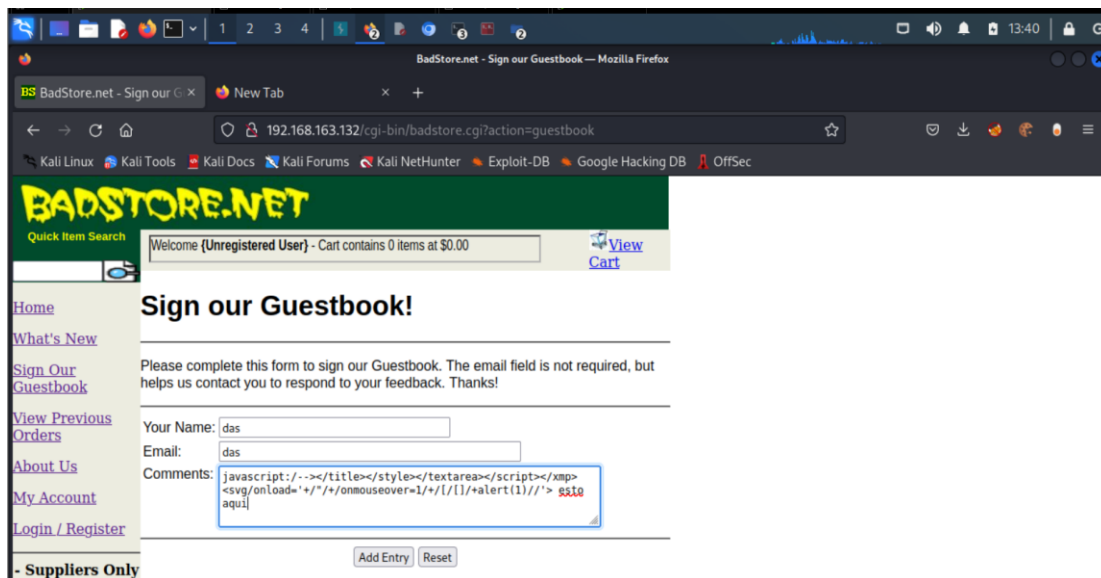 1 2 3 4
13:40
BadStore.net - Sign our Guestbook — Mozilla Firefox
BS BadStore.net - Sign our G
New Tab
192.168.163.132/cgi-bin/badstore.cgi?action=guestbook
Kali Linux Kali Tools Kali Docs Kali Forums Kali NetHunter Exploit-DB Google Hacking DB OffSec
BADSTORE.NET
Quick Item Search
Welcome {Unregistered User} - Cart contains 0 items at $0.00
View
Cart
Home
What's New
Sign Our
Guestbook
View Previous
Orders
About Us
My Account
Login / Register
- Suppliers Only
Sign our Guestbook!
Please complete this form to sign our Guestbook. The email field is not required, but
helps us contact you to respond to your feedback. Thanks!
Your Name: das
Email: das
Comments: javascript:/--></title></style></textarea></script></xmp>
<svg/onload='+/"/+/onmouseover=1/+/[/[]/+alert(1)//'> esto
aqui
Add Entry Reset